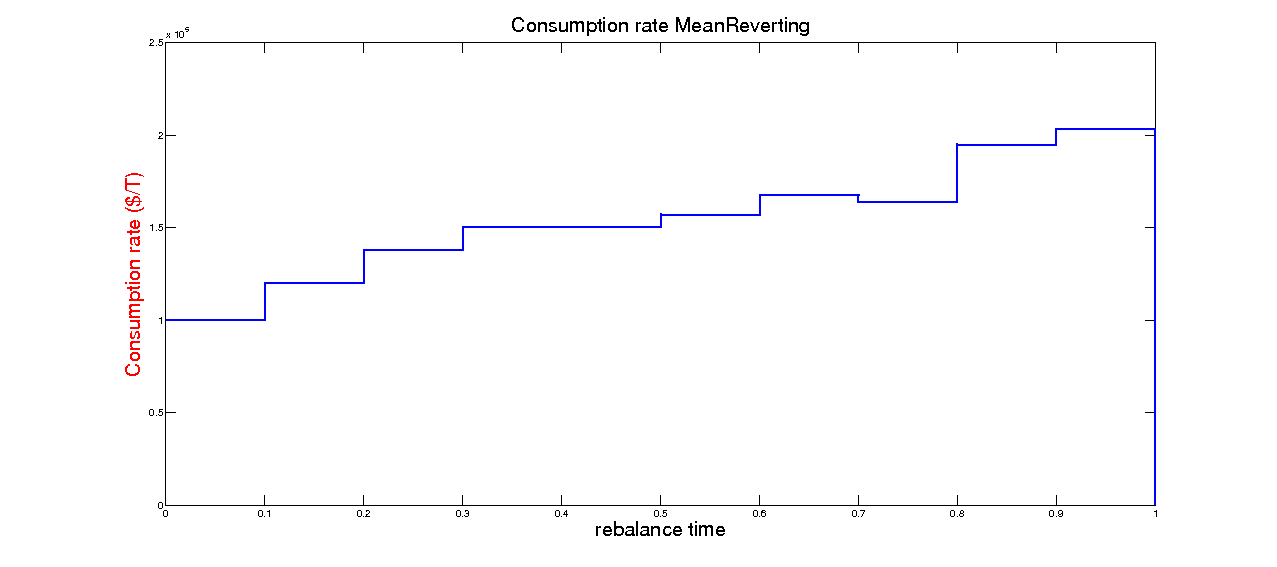 Consumption rate MeanReverting
x 10^5
2.5
2
1.5
1
0.5
0
Consumption rate ($/T)
0 0.1 0.2 0.3 0.4 0.5 0.6 0.7 0.8 0.9 1
rebalance time